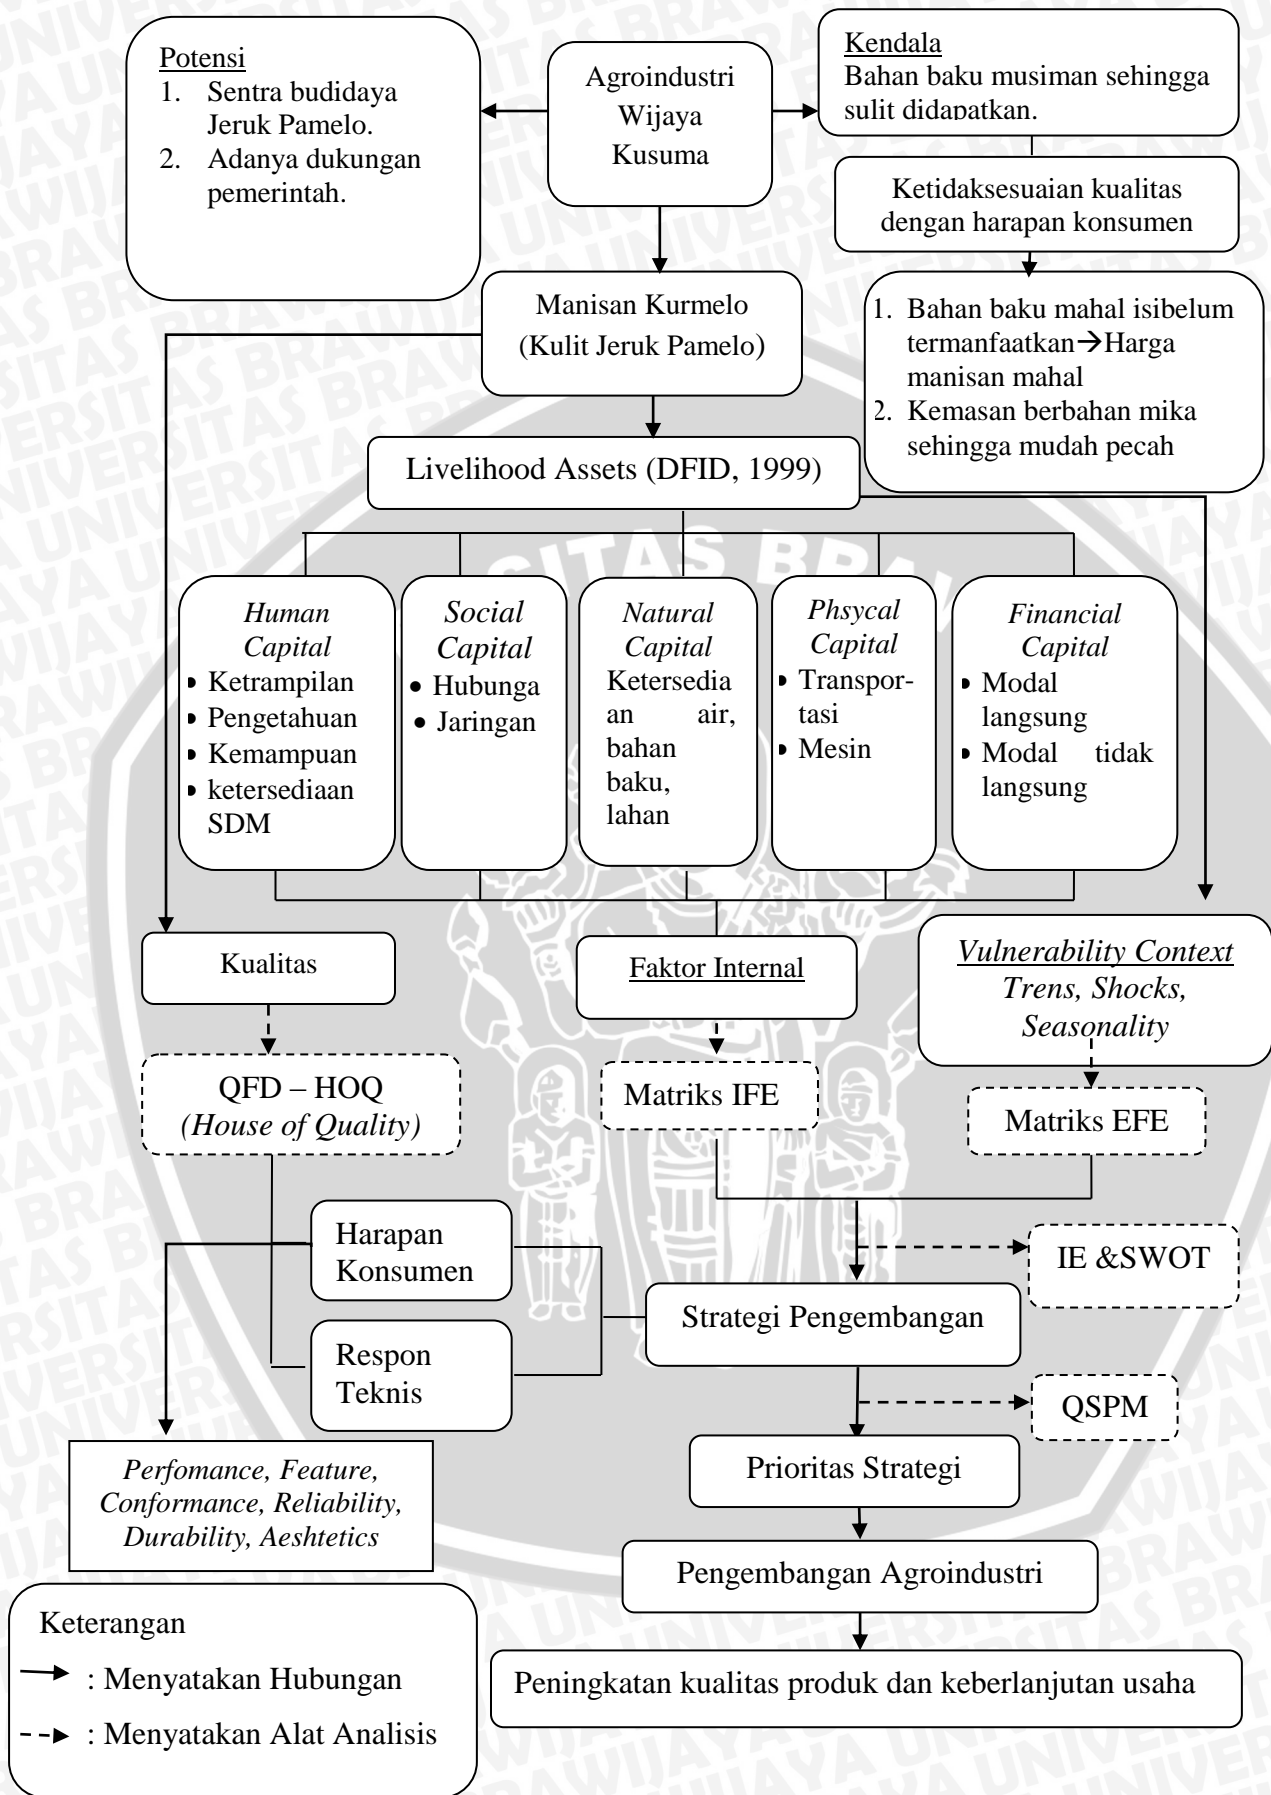 Potensi
1. Sentra budidaya
Jeruk Pamelo.
2. Adanya dukungan
pemerintah.
Agroindustri
Wijaya
Kusuma
Kendala
Bahan baku musiman sehingga
sulit didapatkan.
Ketidaksesuaian kualitas
dengan harapan konsumen
Manisan Kurmelo
(Kulit Jeruk Pamelo)
1. Bahan baku mahal isibelum
termanfaatkan→Harga
manisan mahal
2. Kemasan berbahan mika
sehingga mudah pecah
Livelihood Assets (DFID, 1999)
SITAS BRAW
Human
Capital
• Ketrampilan
• Pengetahuan
• Kemampuan
• ketersediaan
SDM
Social
Capital
• Hubunga
• Jaringan
Natural
Capital
Ketersedia
an air,
bahan
baku,
lahan
Phsycal
Capital
• Transpor-
tasi
• Mesin
Financial
Capital
• Modal
langsung
• Modal tidak
langsung
Kualitas
Faktor Internal
Vulnerability Context
Trens, Shocks,
Seasonality
QFD – HOQ
(House of Quality)
Matriks IFE
Matriks EFE
Harapan
Konsumen
IE &SWOT
Strategi Pengembangan
Respon
Teknis
QSPM
Prioritas Strategi
Perfomance, Feature,
Conformance, Reliability,
Durability, Aeshtetics
Pengembangan Agroindustri
Peningkatan kualitas produk dan keberlanjutan usaha
Keterangan
: Menyatakan Hubungan
: Menyatakan Alat Analisis